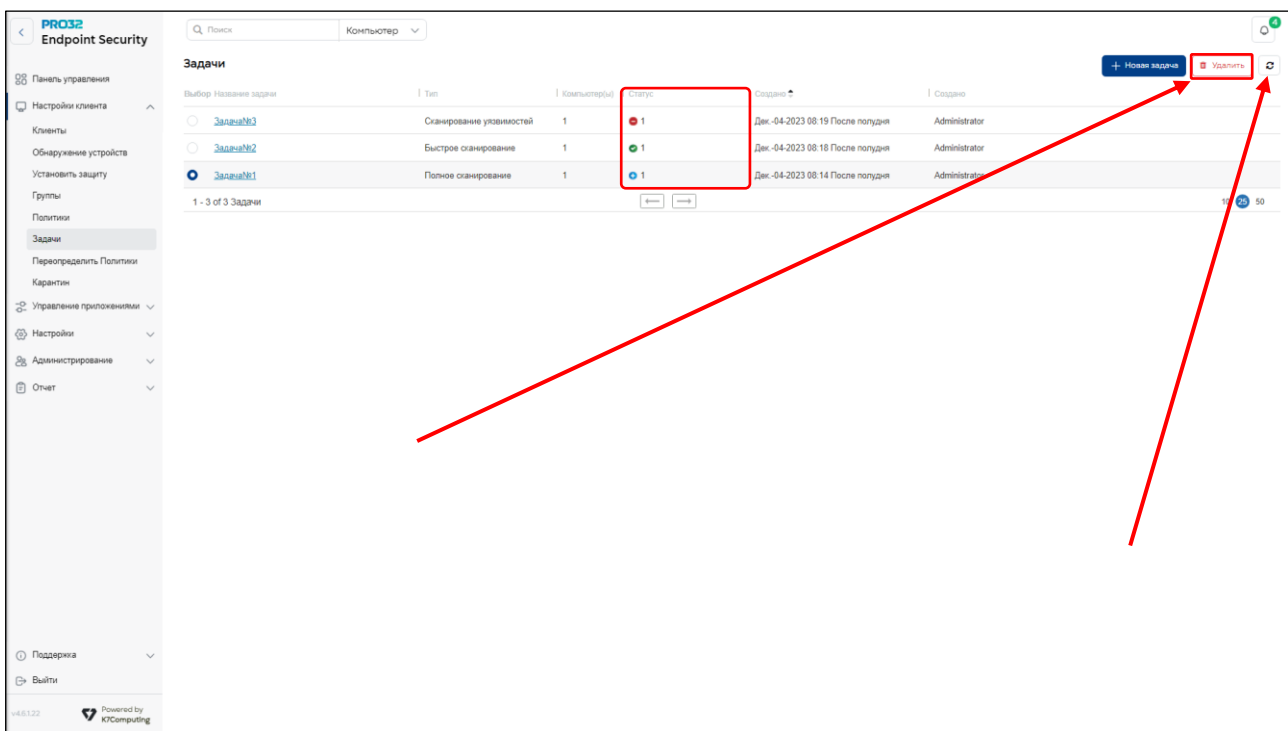 PRO32
Endpoint Security
Панель управления
Настройки клиента
Клиенты
Обнаружение устройств
Установить защиту
Группы
Политики
Задачи
Переопределить Политики
Карантин
Управление приложениями
Настройки
Администрирование
Отчет
Поддержка
Выйти
v4.6.1.22
Powered by
K7Computing
Поиск Компьютер
4
Задачи
+ Новая задача Удалить
Выбор Название задачи Тип Компьютер(ы) Статус Создано Создано
Задача№3 Сканирование уязвимостей 1 1 Дек.-04-2023 08:19 После полудня Administrator
Задача№2 Быстрое сканирование 1 1 Дек.-04-2023 08:18 После полудня Administrator
Задача№1 Полное сканирование 1 1 Дек.-04-2023 08:14 После полудня Administrator
1 - 3 of 3 Задачи 10 25 50